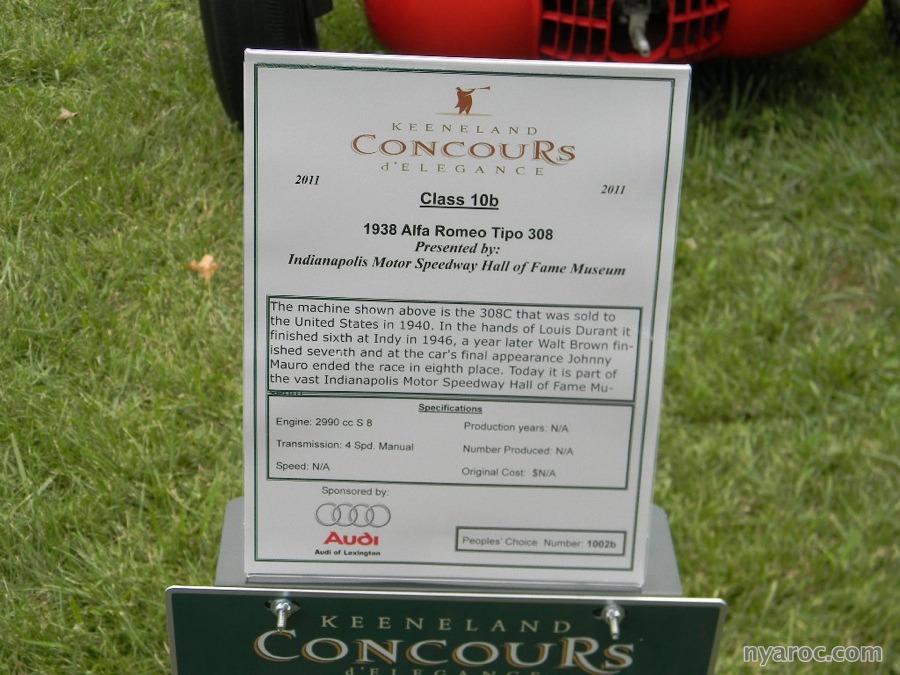 KEENELAND
CONCOURS
d'ELEGANCE
2011
2011
Class 10b
1938 Alfa Romeo Tipo 308
Presented by:
Indianapolis Motor Speedway Hall of Fame Museum
The machine shown above is the 308C that was sold to
the United States in 1940. In the hands of Louis Durant it
finished sixth at Indy in 1946, a year later Walt Brown fin-
ished seventh and at the car's final appearance Johnny
Mauro ended the race in eighth place. Today it is part of
the vast Indianapolis Motor Speedway Hall of Fame Mu-
Specifications
Engine: 2990 cc S 8
Production years: N/A
Transmission: 4 Spd. Manual
Number Produced: N/A
Speed: N/A
Original Cost: $N/A
Sponsored by:
Audi
Audi of Lexington
Peoples' Choice Number: 1002b
KEENELAND
CONCOURS
d'ELEGANCE
nyaroc.com